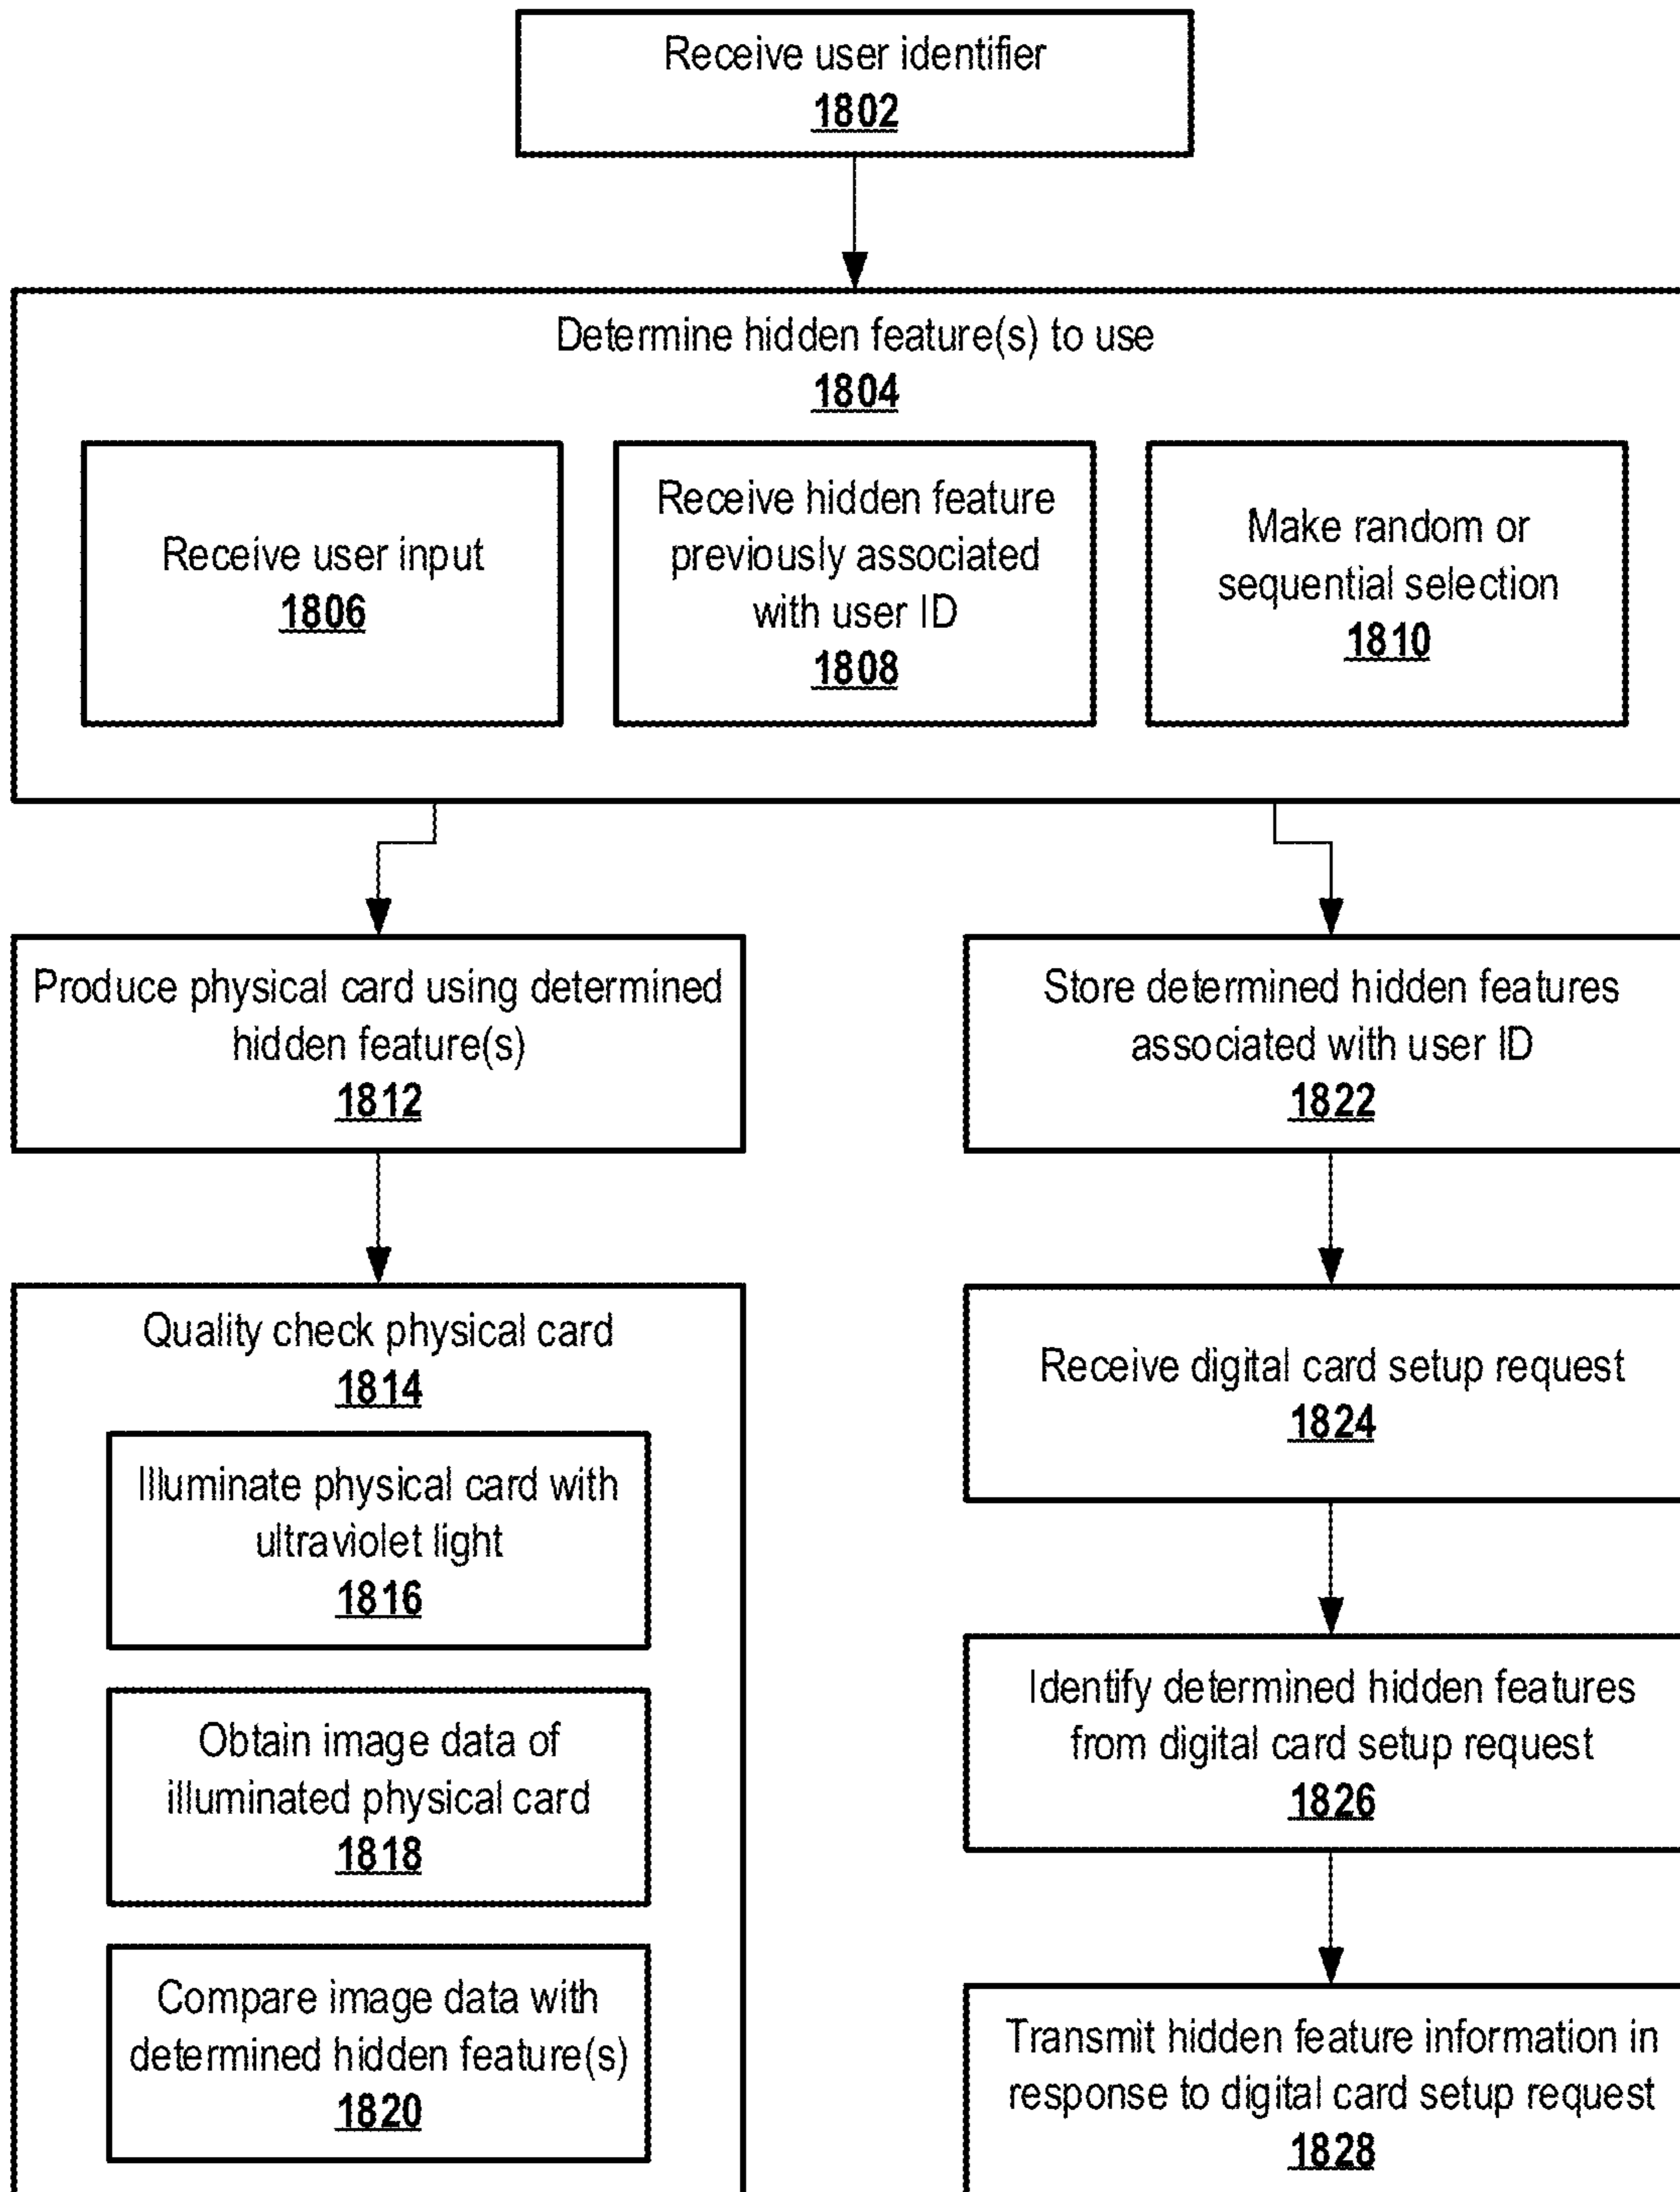 Receive user identifier
1802
Determine hidden feature(s) to use
1804
Receive user input
1806
Receive hidden feature
previously associated
with user ID
1808
Make random or
sequential selection
1810
Produce physical card using determined
hidden feature(s)
1812
Quality check physical card
1814
Illuminate physical card with
ultraviolet light
1816
Obtain image data of
illuminated physical card
1818
Compare image data with
determined hidden feature(s)
1820
Store determined hidden features
associated with user ID
1822
Receive digital card setup request
1824
Identify determined hidden features
from digital card setup request
1826
Transmit hidden feature information in
response to digital card setup request
1828